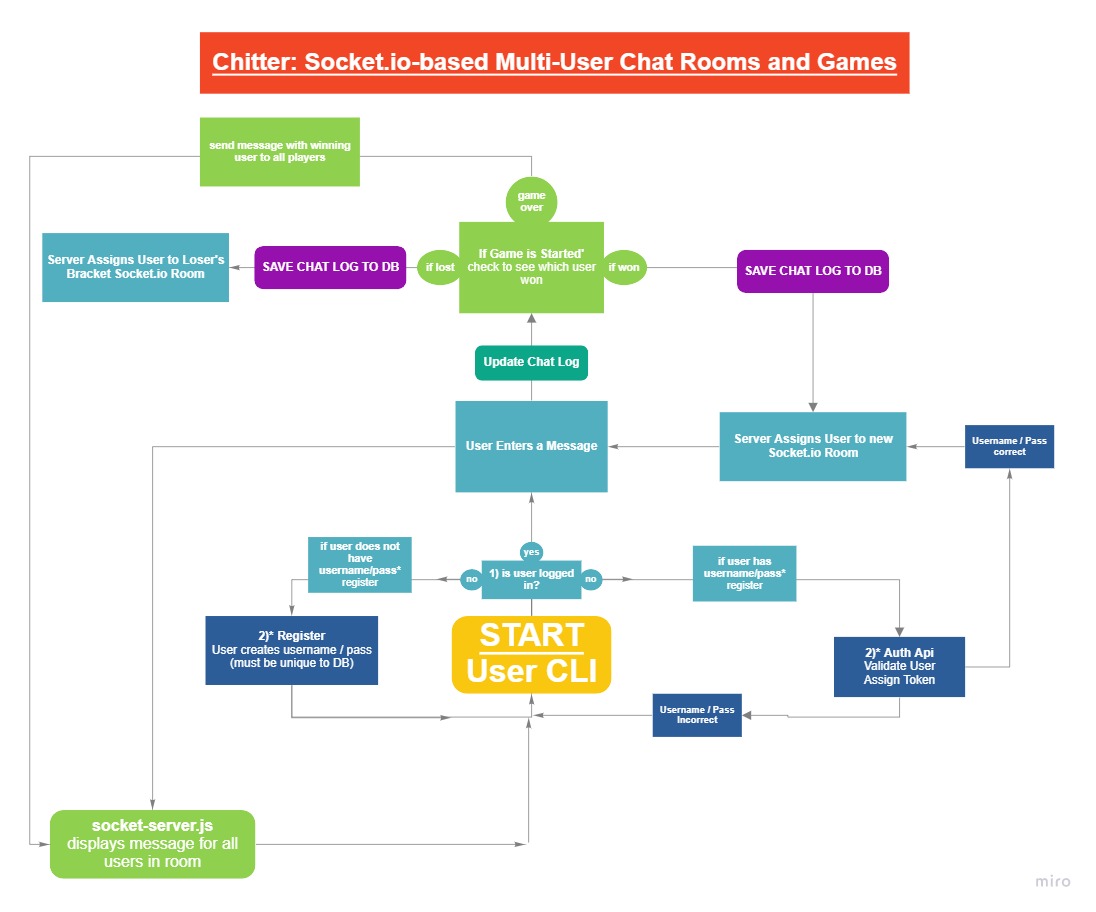 Chitter: Socket.io-based Multi-User Chat Rooms and Games
send message with winning
user to all players
game
over
Server Assigns User to Loser's
Bracket Socket.io Room
SAVE CHAT LOG TO DB
if lost
If Game is Started'
check to see which user
won
if won
SAVE CHAT LOG TO DB
Update Chat Log
User Enters a Message
Server Assigns User to new
Socket.io Room
Username / Pass
correct
if user does not
have
username/pass*
register
no
yes
1) is user logged
in?
no
if user has
username/pass*
register
2)* Register
User creates username / pass
(must be unique to DB)
START
User CLI
2)* Auth Api
Validate User
Assign Token
Username / Pass
Incorrect
socket-server.js
displays message for all
users in room
miro